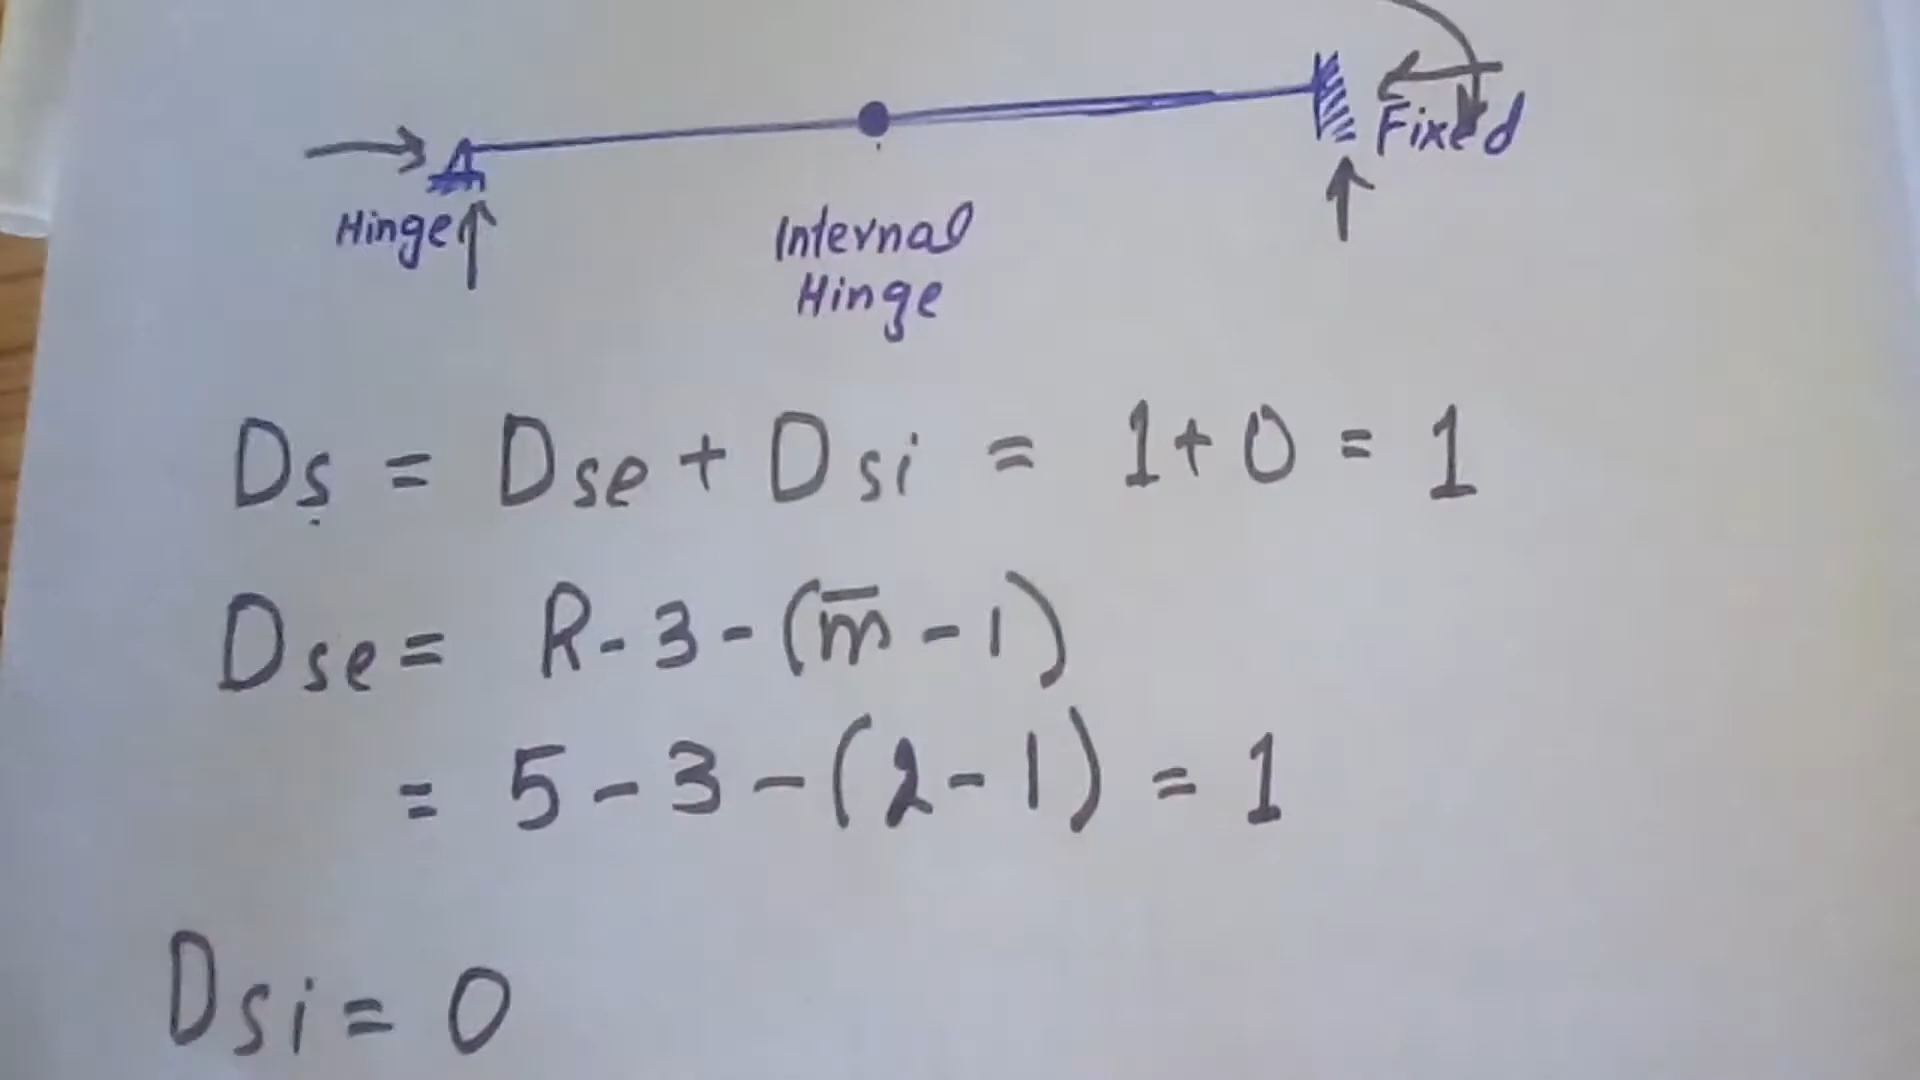 Hinge
Fixed
Internal
Hinge
Ds = Dse + Dsi = 1 + 0 = 1
Dse = R - 3 - (m̅ - 1)
= 5 - 3 - (2 - 1) = 1
Dsi = 0